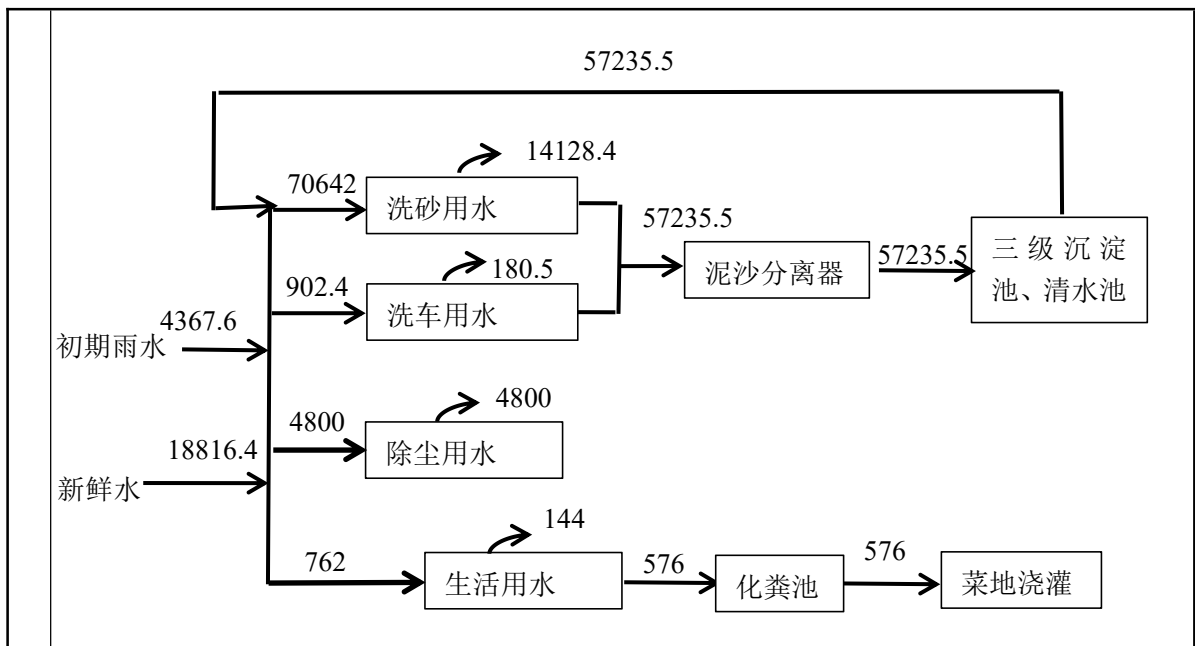 57235.5
14128.4
70642
洗砂用水
57235.5
泥沙分离器
57235.5
三级沉淀
池、清水池
180.5
902.4
洗车用水
4367.6
初期雨水
4800
4800
除尘用水
18816.4
新鲜水
144
762
生活用水
576
化粪池
576
菜地浇灌